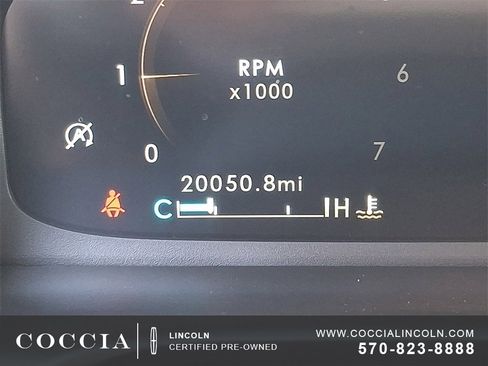 2
1
RPM
x1000
6
A
0
7
20050.8mi
C H
COCCIA
LINCOLN
CERTIFIED PRE-OWNED
WWW.COCCIALINCOLN.COM
570-823-8888